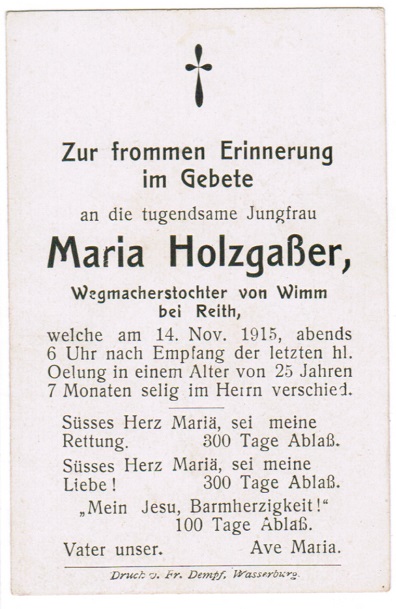 Zur frommen Erinnerung
im Gebete
an die tugendsame Jungfrau
Maria Holzgaßer,
Wegmacherstochter von Wimm
bei Reith,
welche am 14. Nov. 1915, abends
6 Uhr nach Empfang der letzten hl.
Oelung in einem Alter von 25 Jahren
7 Monaten selig im Herrn verschied.
Süsses Herz Mariä, sei meine
Rettung. 300 Tage Ablaß.
Süsses Herz Mariä, sei meine
Liebe! 300 Tage Ablaß.
„Mein Jesu, Barmherzigkeit!"
100 Tage Ablaß.
Vater unser. Ave Maria.
Druck v. Fr. Dempf, Wasserburg.